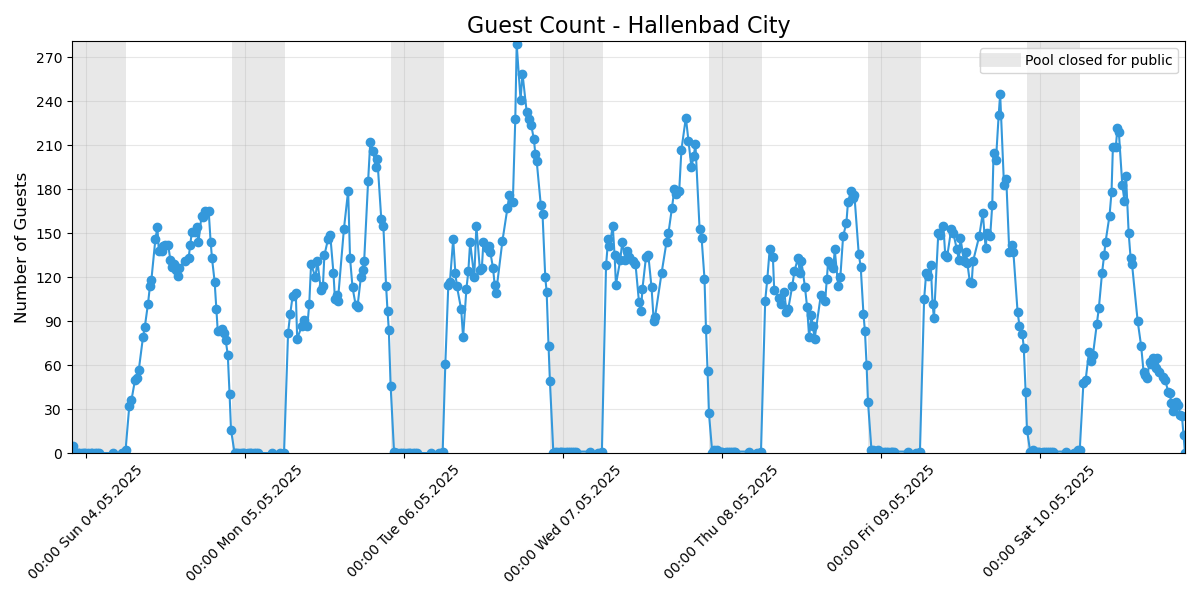 Guest Count - Hallenbad City
Pool closed for public
Number of Guests
270
240
210
180
150
120
90
60
30
0
00:00 Sun 04.05.2025
00:00 Mon 05.05.2025
00:00 Tue 06.05.2025
00:00 Wed 07.05.2025
00:00 Thu 08.05.2025
00:00 Fri 09.05.2025
00:00 Sat 10.05.2025